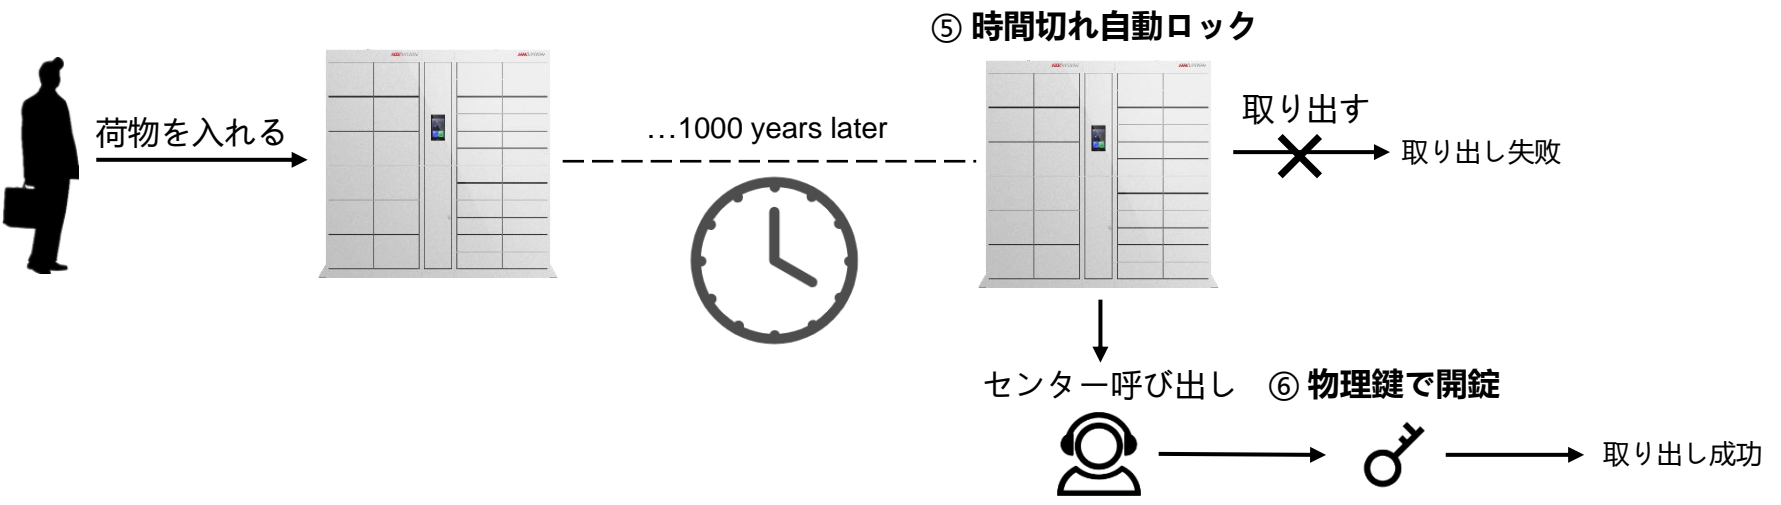 ⑤ 時間切れ自動ロック
荷物を入れる
…1000 years later
取り出す
取り出し失敗
センター呼び出し
⑥ 物理鍵で開錠
取り出し成功